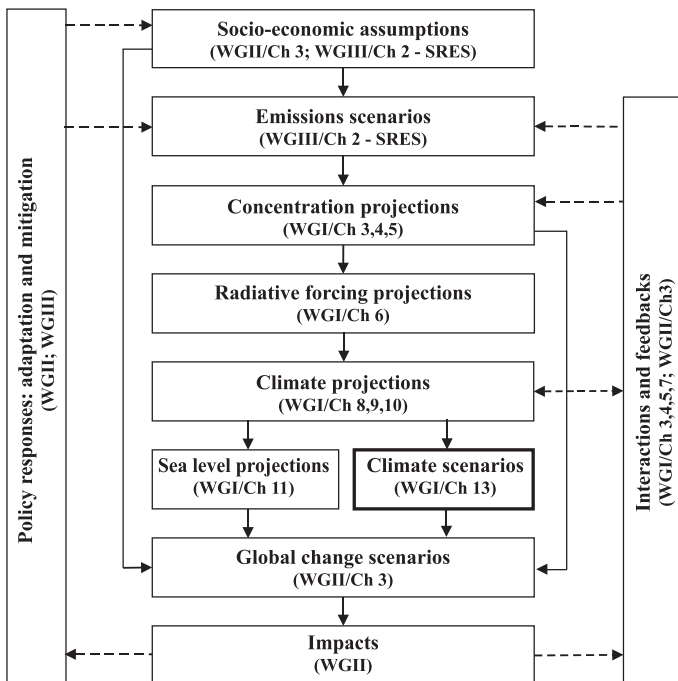 Socio-economic assumptions
(WGII/Ch 3; WGIII/Ch 2 - SRES)
Emissions scenarios
(WGIII/Ch 2 - SRES)
Concentration projections
(WGI/Ch 3,4,5)
Radiative forcing projections
(WGI/Ch 6)
Climate projections
(WGI/Ch 8,9,10)
Sea level projections
(WGI/Ch 11)
Climate scenarios
(WGI/Ch 13)
Global change scenarios
(WGII/Ch 3)
Impacts
(WGII)
Policy responses: adaptation and mitigation
(WGII; WGIII)
Interactions and feedbacks
(WGI/Ch 3,4,5,7; WGII/Ch3)